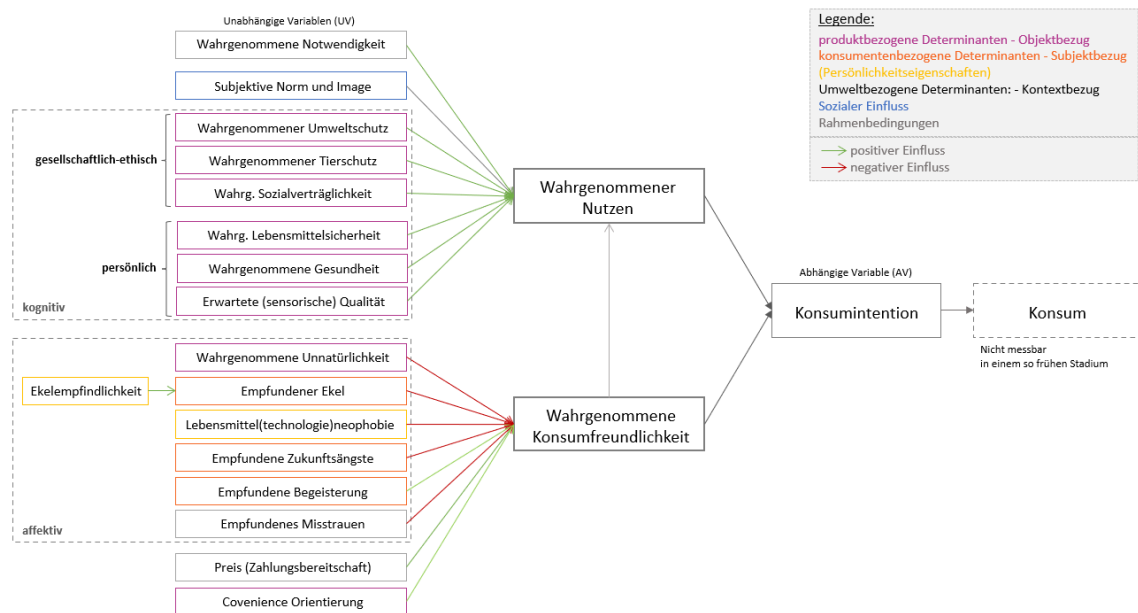 Unabhängige Variablen (UV)
Wahrgenommene Notwendigkeit
Subjektive Norm und Image
Wahrgenommener Umweltschutz
gesellschaftlich-ethisch
Wahrgenommener Tierschutz
Wahrg. Sozialverträglichkeit
Wahrg. Lebensmittelsicherheit
persönlich
Wahrgenommene Gesundheit
Erwartete (sensorische) Qualität
kognitiv
Wahrgenommene Unnatürlichkeit
Ekelempfindlichkeit
Empfundener Ekel
Lebensmittel(technologie)neophobie
Empfundene Zukunftsängste
Empfundene Begeisterung
Empfundenes Misstrauen
affektiv
Preis (Zahlungsbereitschaft)
Covenience Orientierung
Wahrgenommener
Nutzen
Wahrgenommene
Konsumfreundlichkeit
Abhängige Variable (AV)
Konsumintention
Konsum
Nicht messbar
in einem so frühen Stadium
Legende:
produktbezogene Determinanten - Objektbezug
konsumentenbezogene Determinanten - Subjektbezug
(Persönlichkeitseigenschaften)
Umweltbezogene Determinanten: - Kontextbezug
Sozialer Einfluss
Rahmenbedingungen
positiver Einfluss
negativer Einfluss